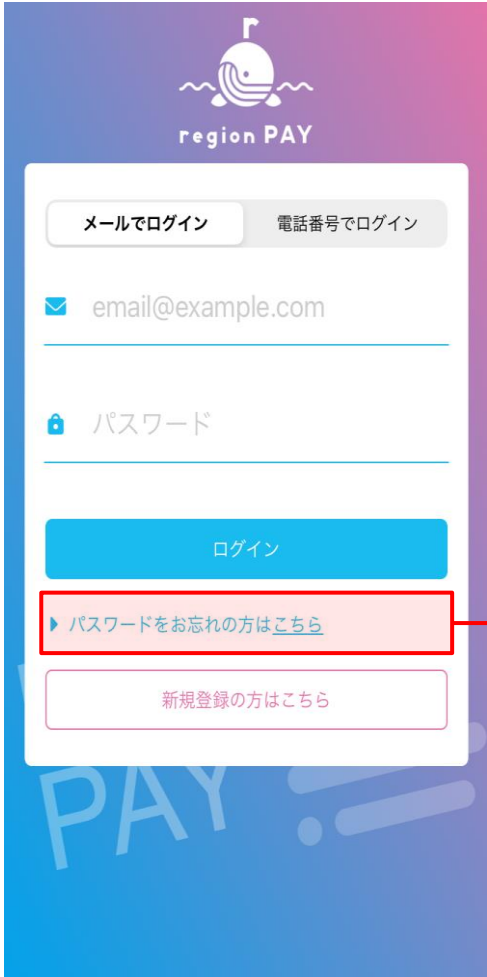 r
region PAY
メールでログイン 電話番号でログイン
email@example.com
パスワード
ログイン
パスワードをお忘れの方はこちら
新規登録の方はこちら
PAY